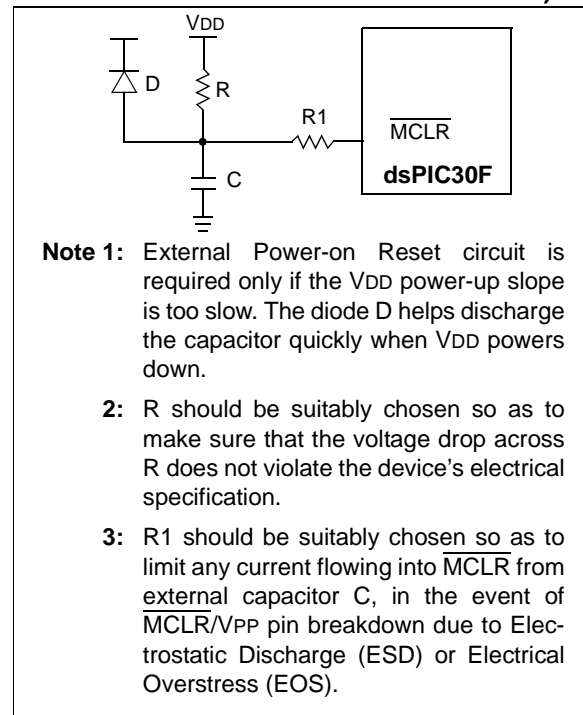 VDD
D
R
R1
MCLR
dsPIC30F
C
Note 1: External Power-on Reset circuit is
required only if the VDD power-up slope
is too slow. The diode D helps discharge
the capacitor quickly when VDD powers
down.
2: R should be suitably chosen so as to
make sure that the voltage drop across
R does not violate the device's electrical
specification.
3: R1 should be suitably chosen so as to
limit any current flowing into MCLR from
external capacitor C, in the event of
MCLR/VPP pin breakdown due to Elec-
trostatic Discharge (ESD) or Electrical
Overstress (EOS).